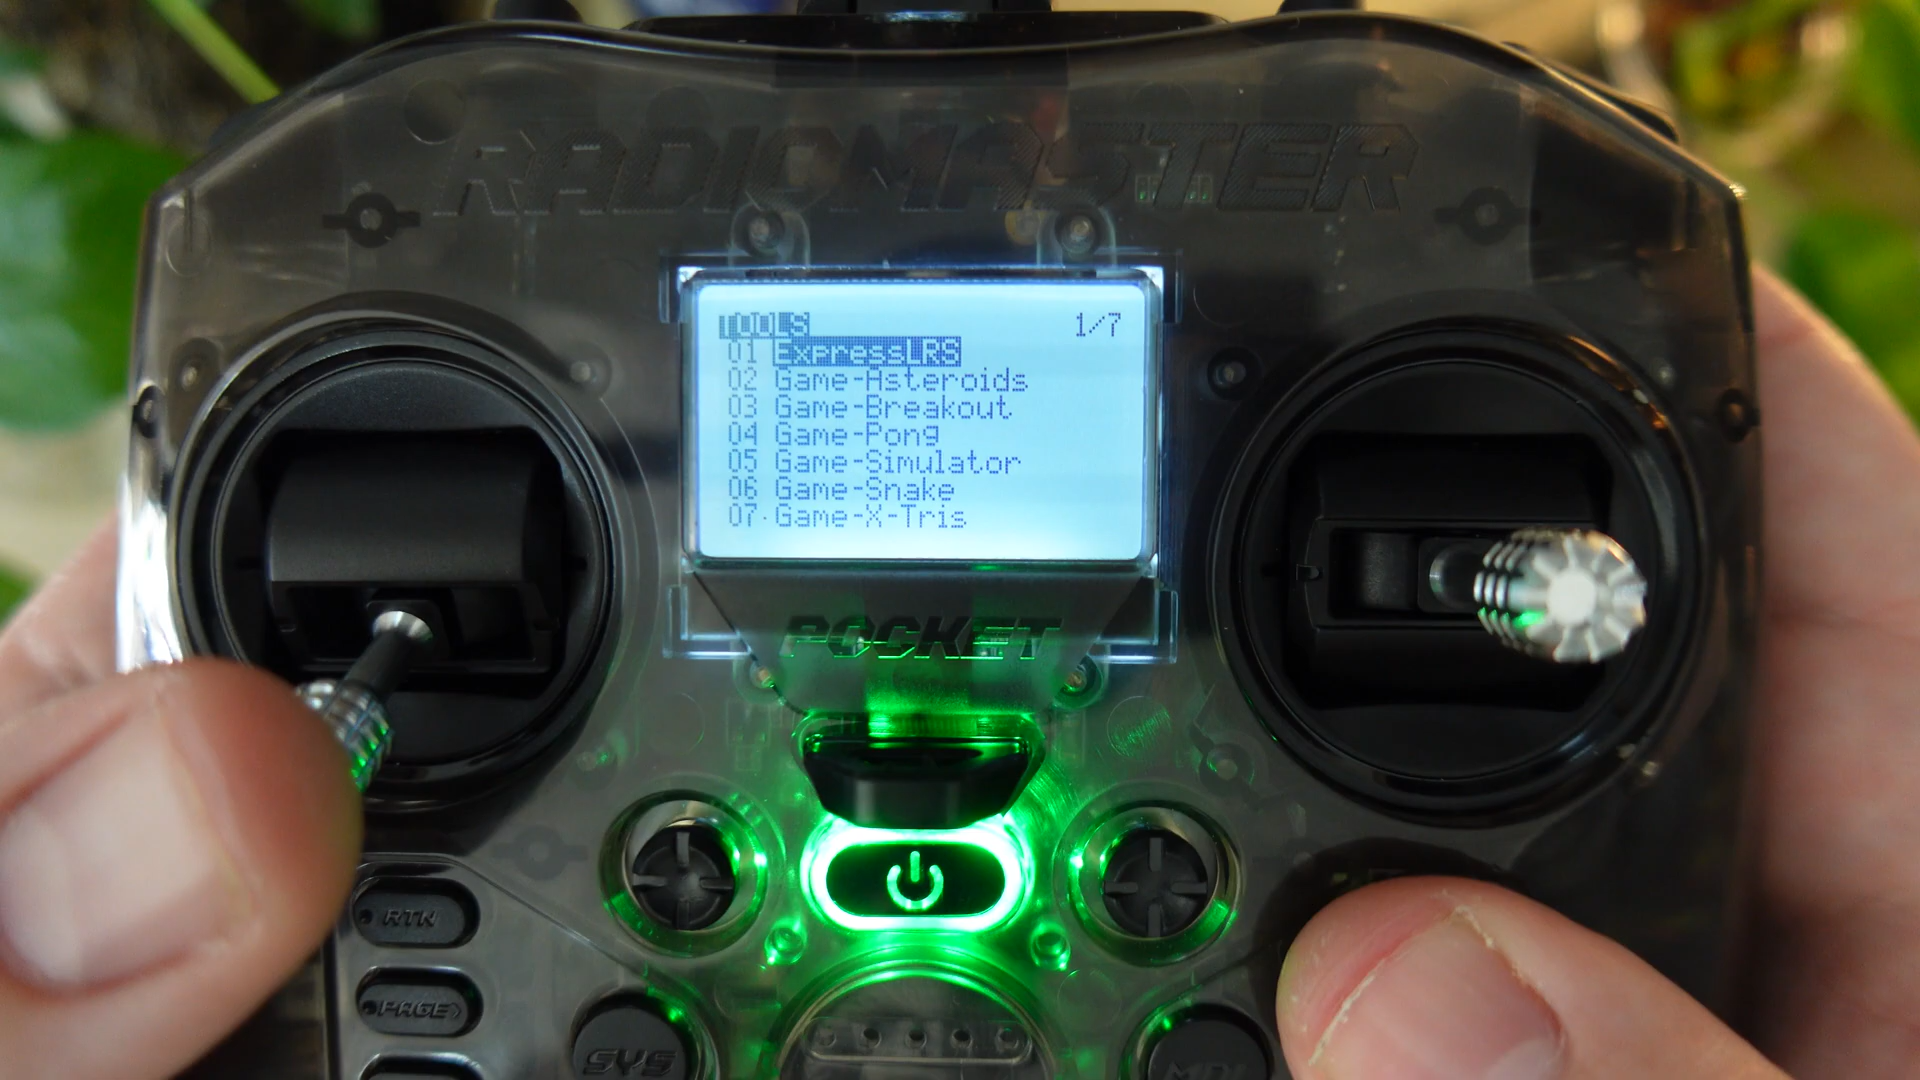 RADIOMASTER
TOOLS 1/7
01 ExpressLRS
02 Game-Asteroids
03 Game-Breakout
04 Game-Pong
05 Game-Simulator
06 Game-Snake
07 Game-X-Tris
POCKET
RTN
PAGE>
SYS
MDL